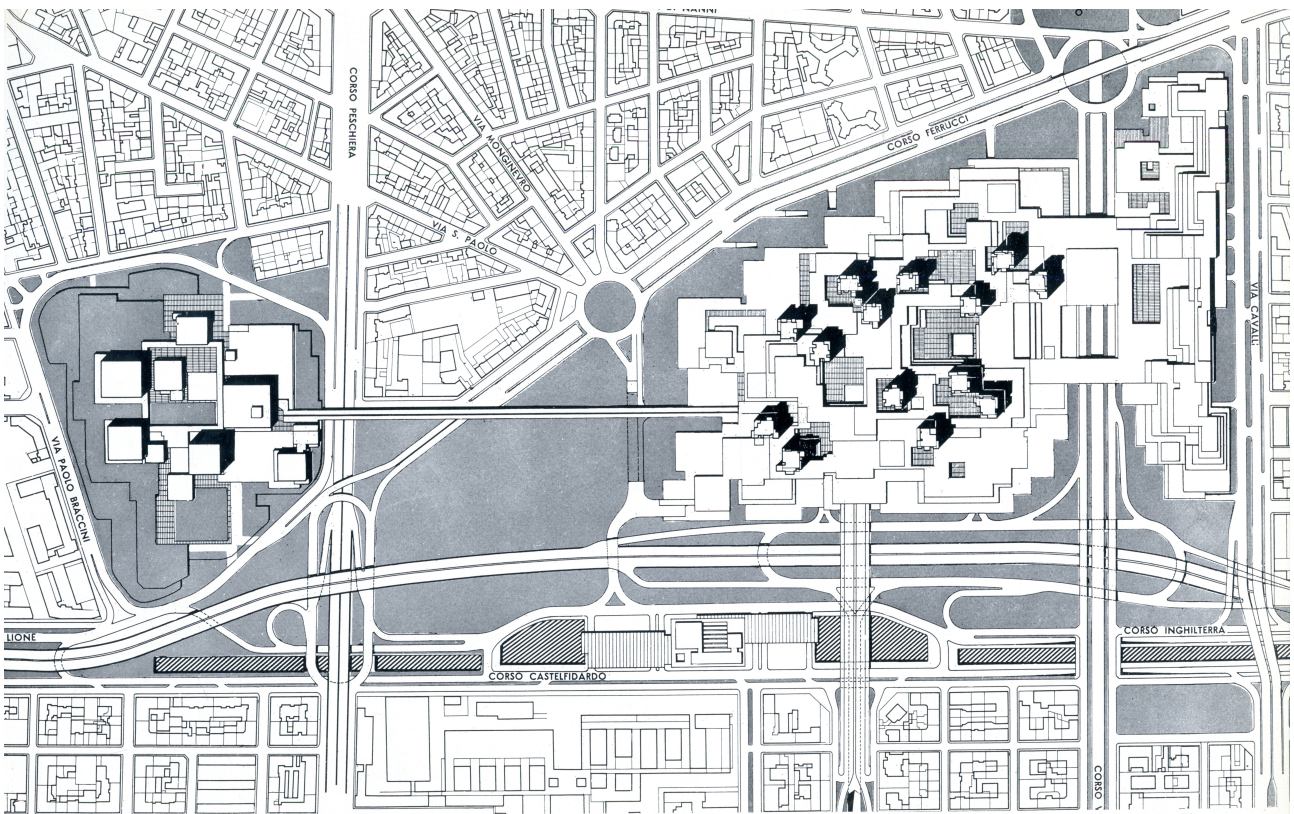 NANNI
CORSO PESCHIERA
VIA MONGINEVRO
CORSO FERRUCCI
VIA S. PAOLO
VIA CAVALLI
VIA PAOLO BRACCINI
LIONE
CORSO INGHILTERRA
CORSO CASTELFIDARDO
CORSO V